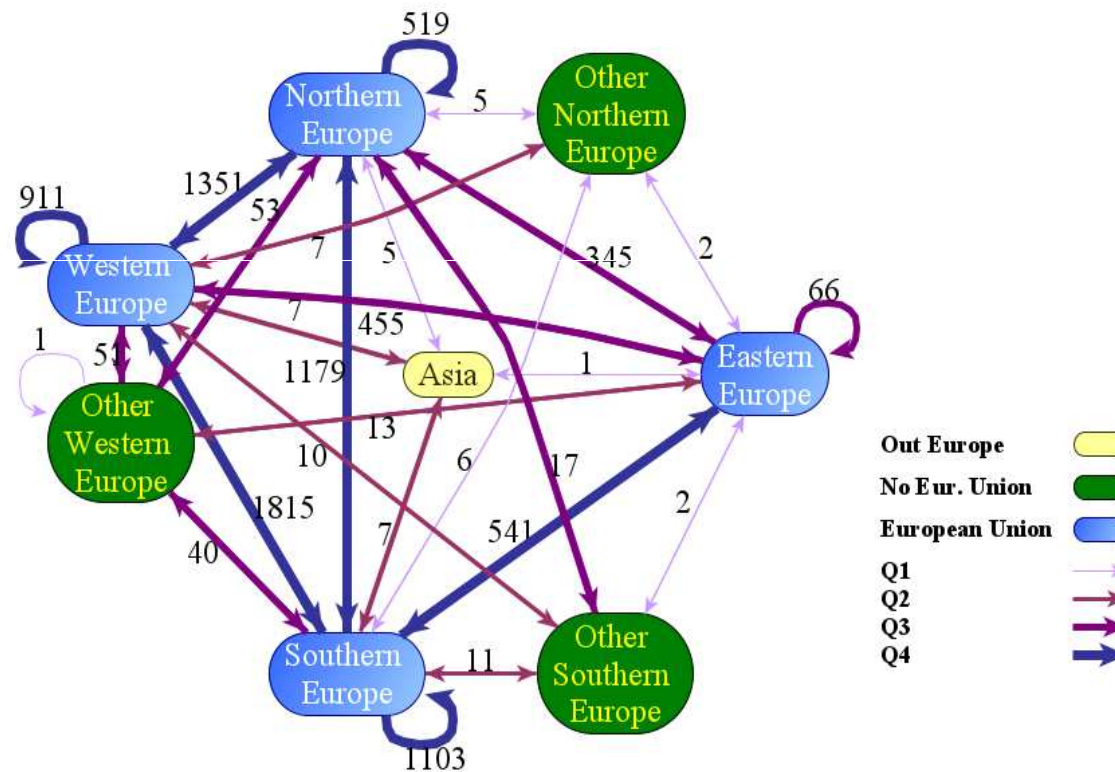 519
Northern
Europe
5
Other
Northern
Europe
1351
911
53
7
5
2
345
Western
Europe
66
7
455
1
51
1179
Asia
1
Eastern
Europe
Other
Western
Europe
13
10
6
17
Out Europe
No Eur. Union
1815
2
541
7
European Union
40
Q1
Q2
Q3
Q4
Southern
Europe
11
Other
Southern
Europe
1103